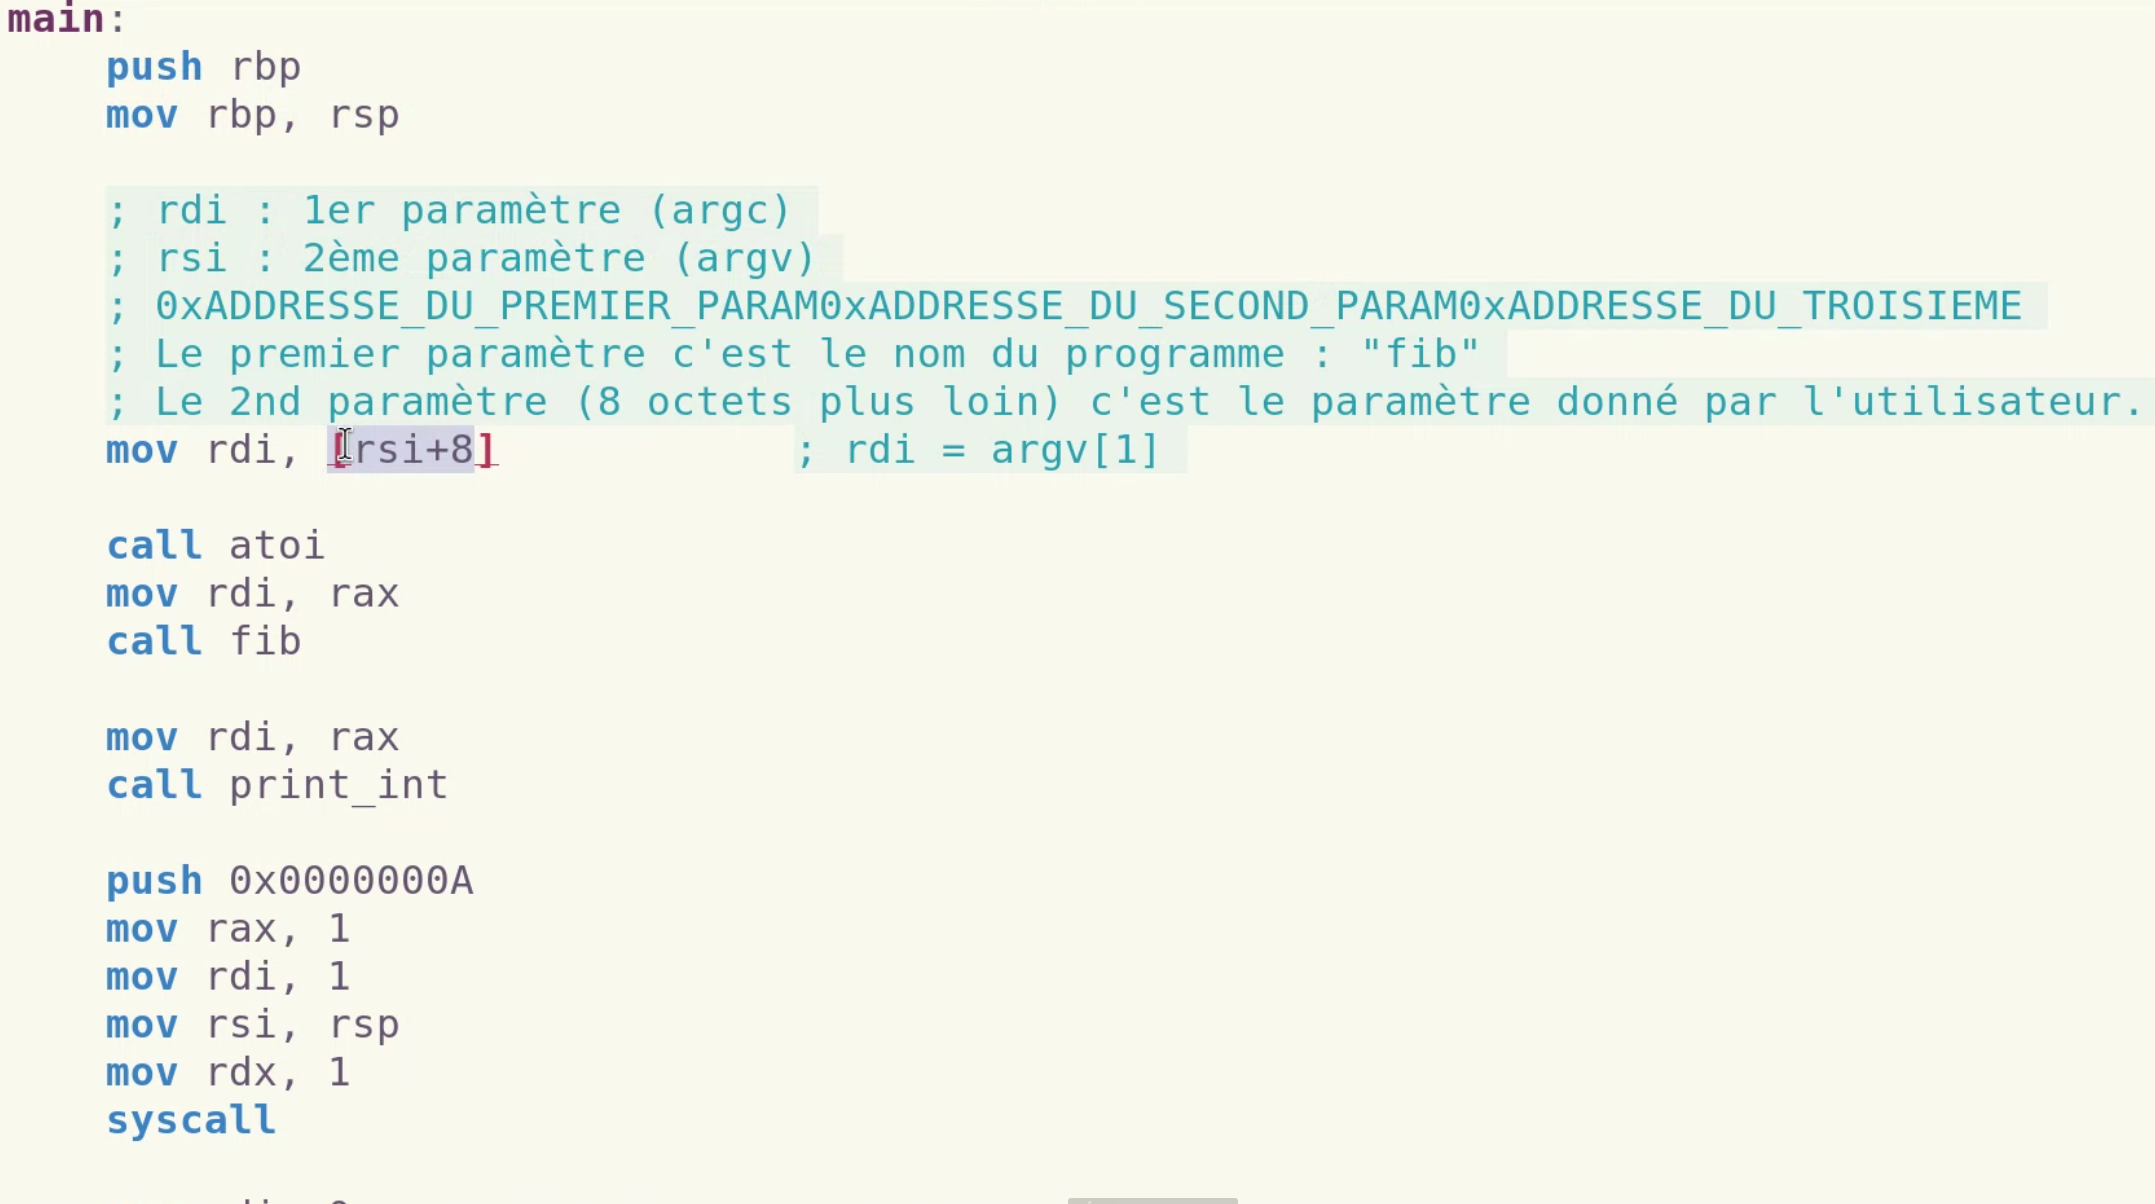 main:
push rbp
mov rbp, rsp
; rdi : 1er paramètre (argc)
; rsi : 2ème paramètre (argv)
; 0xADDRESSE_DU_PREMIER_PARAM0xADDRESSE_DU_SECOND_PARAM0xADDRESSE_DU_TROISIEME
; Le premier paramètre c'est le nom du programme : "fib"
; Le 2nd paramètre (8 octets plus loin) c'est le paramètre donné par l'utilisateur.
mov rdi, [rsi+8] ; rdi = argv[1]
call atoi
mov rdi, rax
call fib
mov rdi, rax
call print_int
push 0x0000000A
mov rax, 1
mov rdi, 1
mov rsi, rsp
mov rdx, 1
syscall